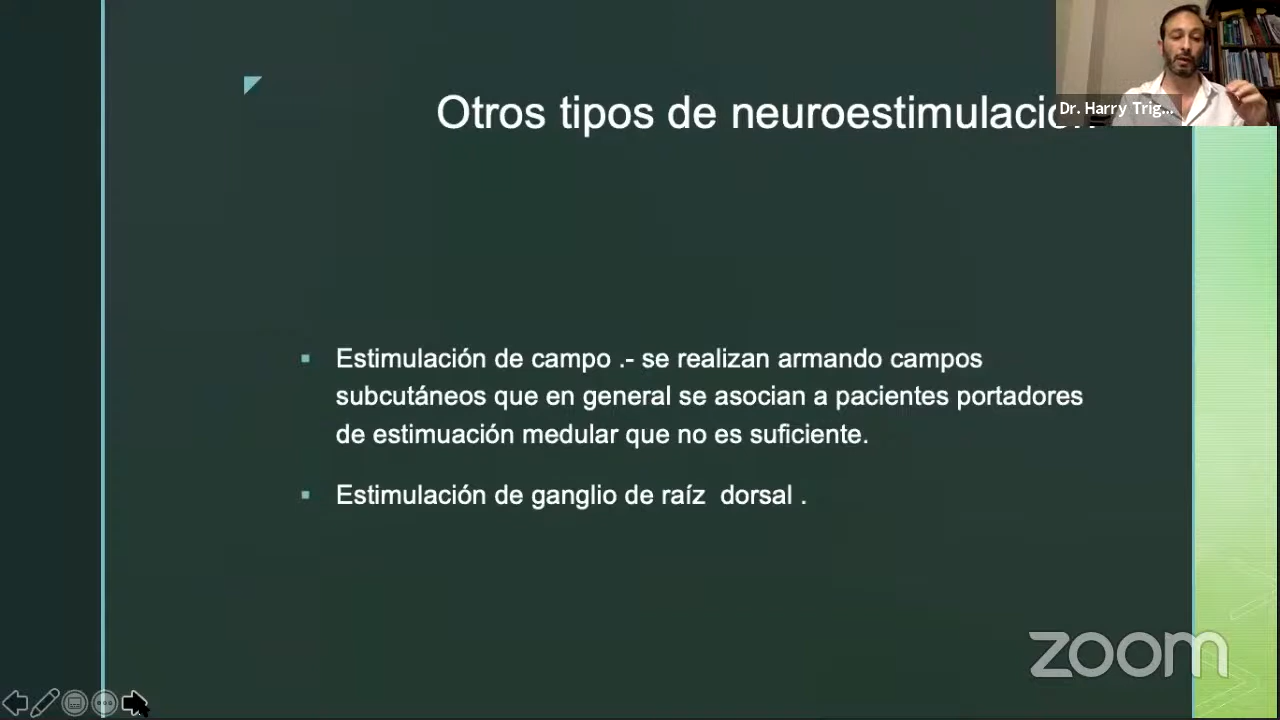 Otros tipos de neuroestimulación
Dr. Harry Trig...
Estimulación de campo .- se realizan armando campos
subcutáneos que en general se asocian a pacientes portadores
de estimuación medular que no es suficiente.
Estimulación de ganglio de raíz  dorsal .
zoom